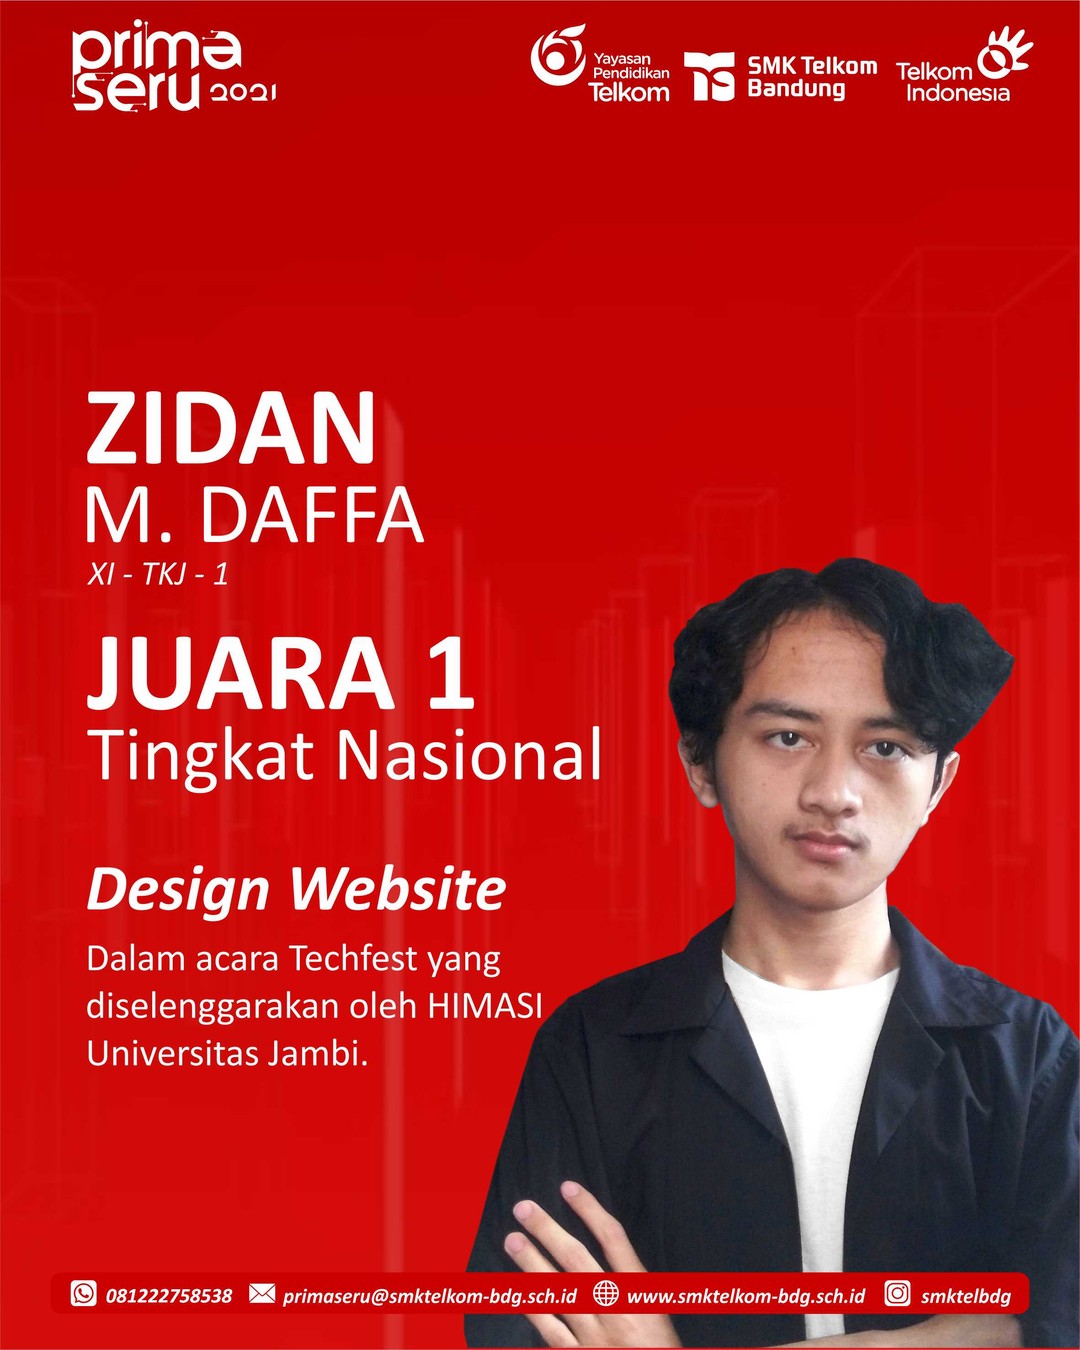 prima
seru 2021
Yayasan
Pendidikan
Telkom
SMK Telkom
Bandung
Telkom
Indonesia
ZIDAN
M. DAFFA
XI - TKJ - 1
JUARA 1
Tingkat Nasional
Design Website
Dalam acara Techfest yang
diselenggarakan oleh HIMASI
Universitas Jambi.
081222758538 primaseru@smktelkom-bdg.sch.id www.smktelkom-bdg.sch.id smktelbdg